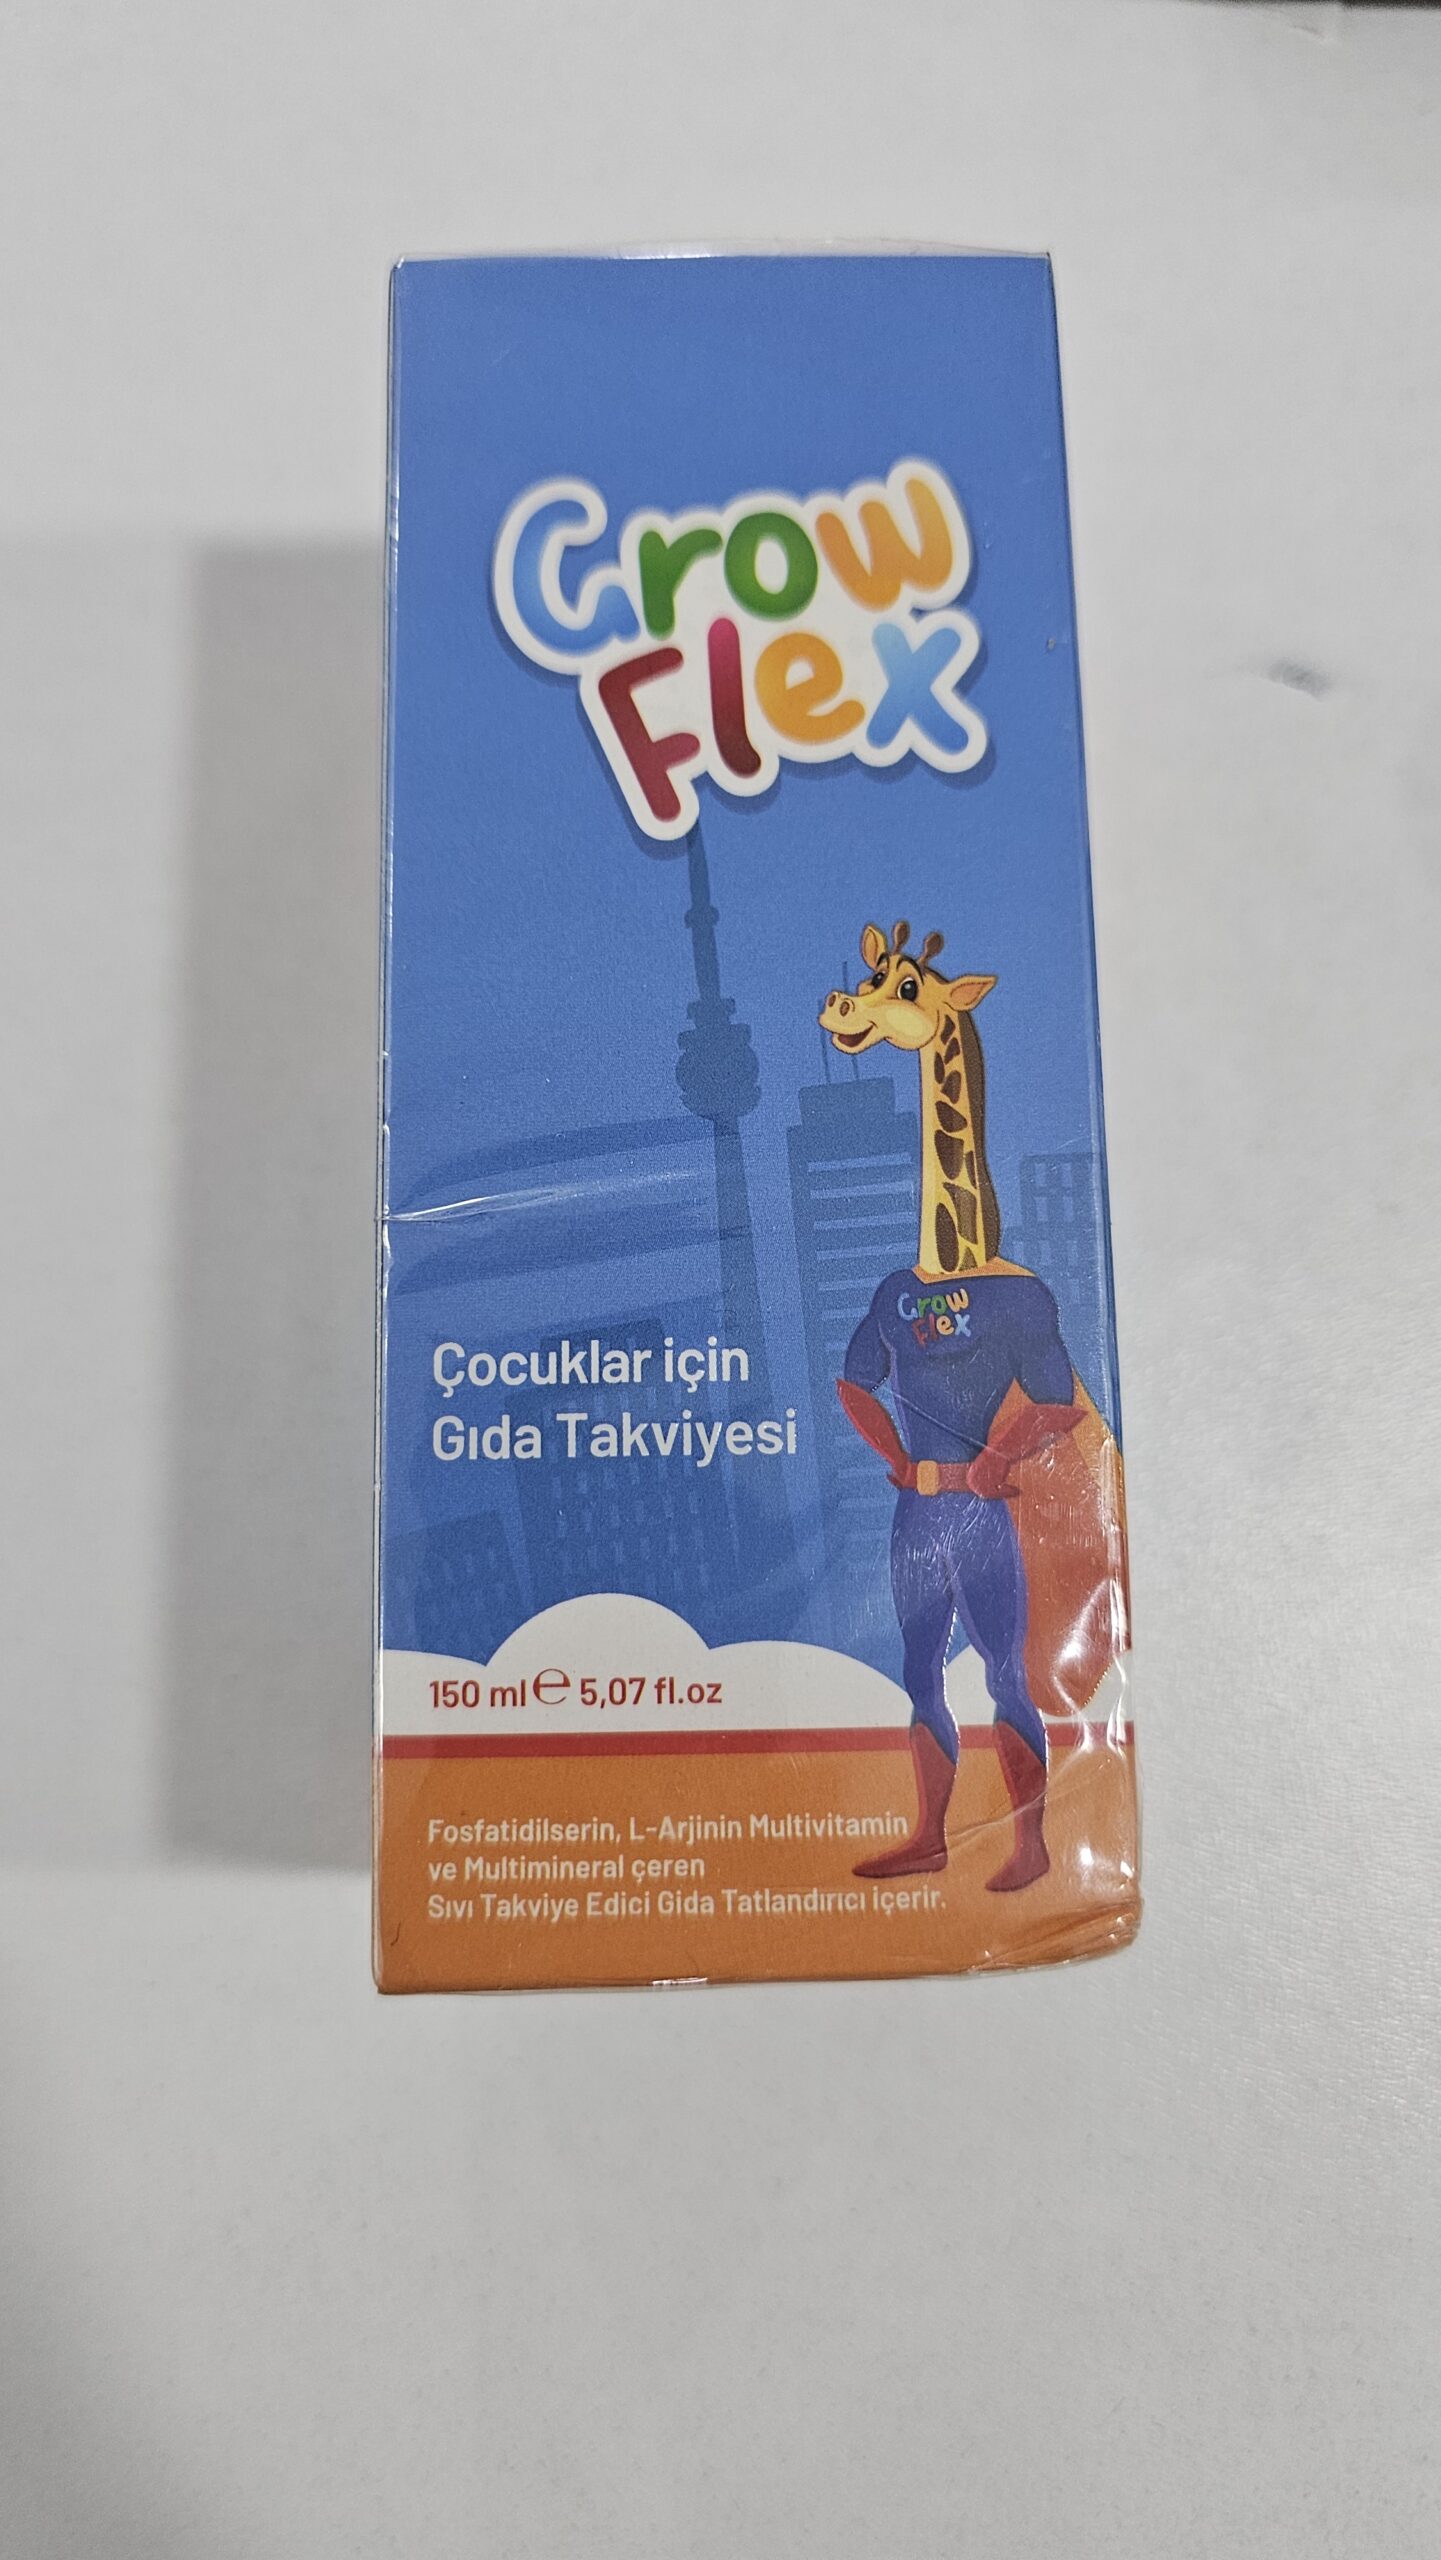 Grow
Flex
Grow
Flex
Çocuklar için
Gıda Takviyesi
150 ml ℮ 5,07 fl.oz
Fosfatidilserin, L-Arjinin Multivitamin
ve Multimineral çeren
Sıvı Takviye Edici Gida Tatlandırıcı içerir.